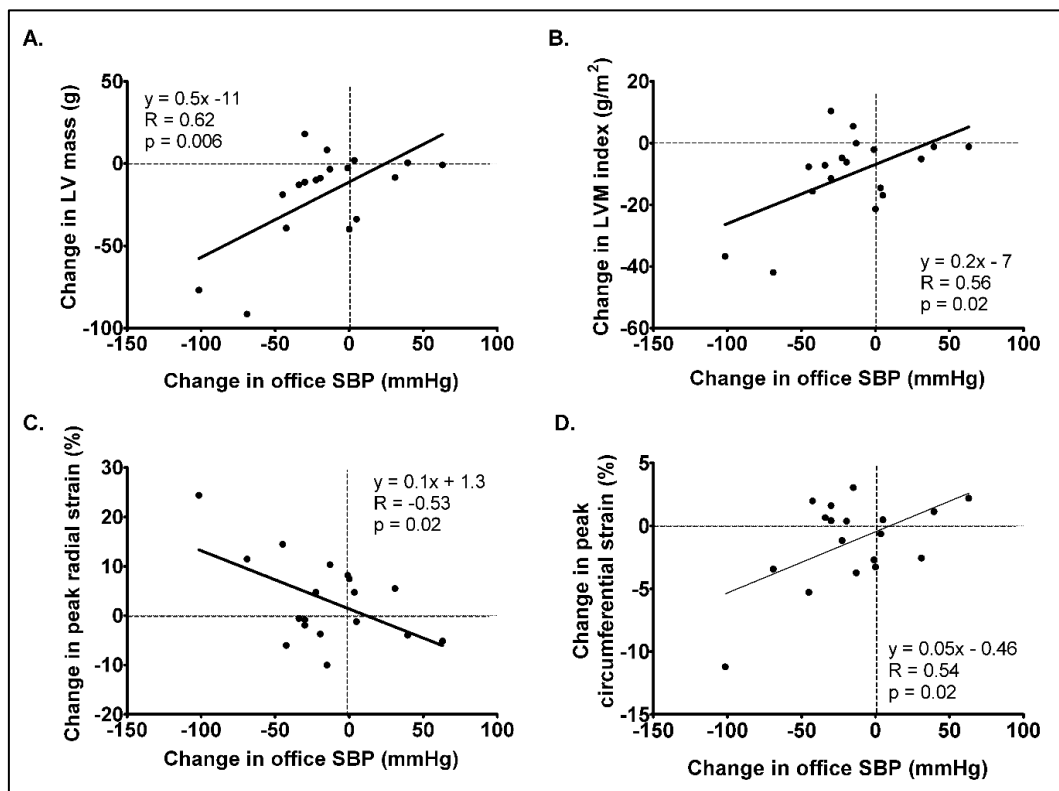 A.
Change in LV mass (g)
50
0
-50
-100
y = 0.5x -11
R = 0.62
p = 0.006
-150
-100
-50
0
50
100
Change in office SBP (mmHg)
B.
Change in LVM index (g/m²)
20
0
-20
-40
-60
y = 0.2x - 7
R = 0.56
p = 0.02
-150
-100
-50
0
50
100
Change in office SBP (mmHg)
C.
Change in peak radial strain (%)
30
20
10
0
-10
-20
y = 0.1x + 1.3
R = -0.53
p = 0.02
-150
-100
-50
0
50
100
Change in office SBP (mmHg)
D.
Change in peak
circumferential strain (%)
5
0
-5
-10
-15
y = 0.05x - 0.46
R = 0.54
p = 0.02
-150
-100
-50
0
50
100
Change in office SBP (mmHg)